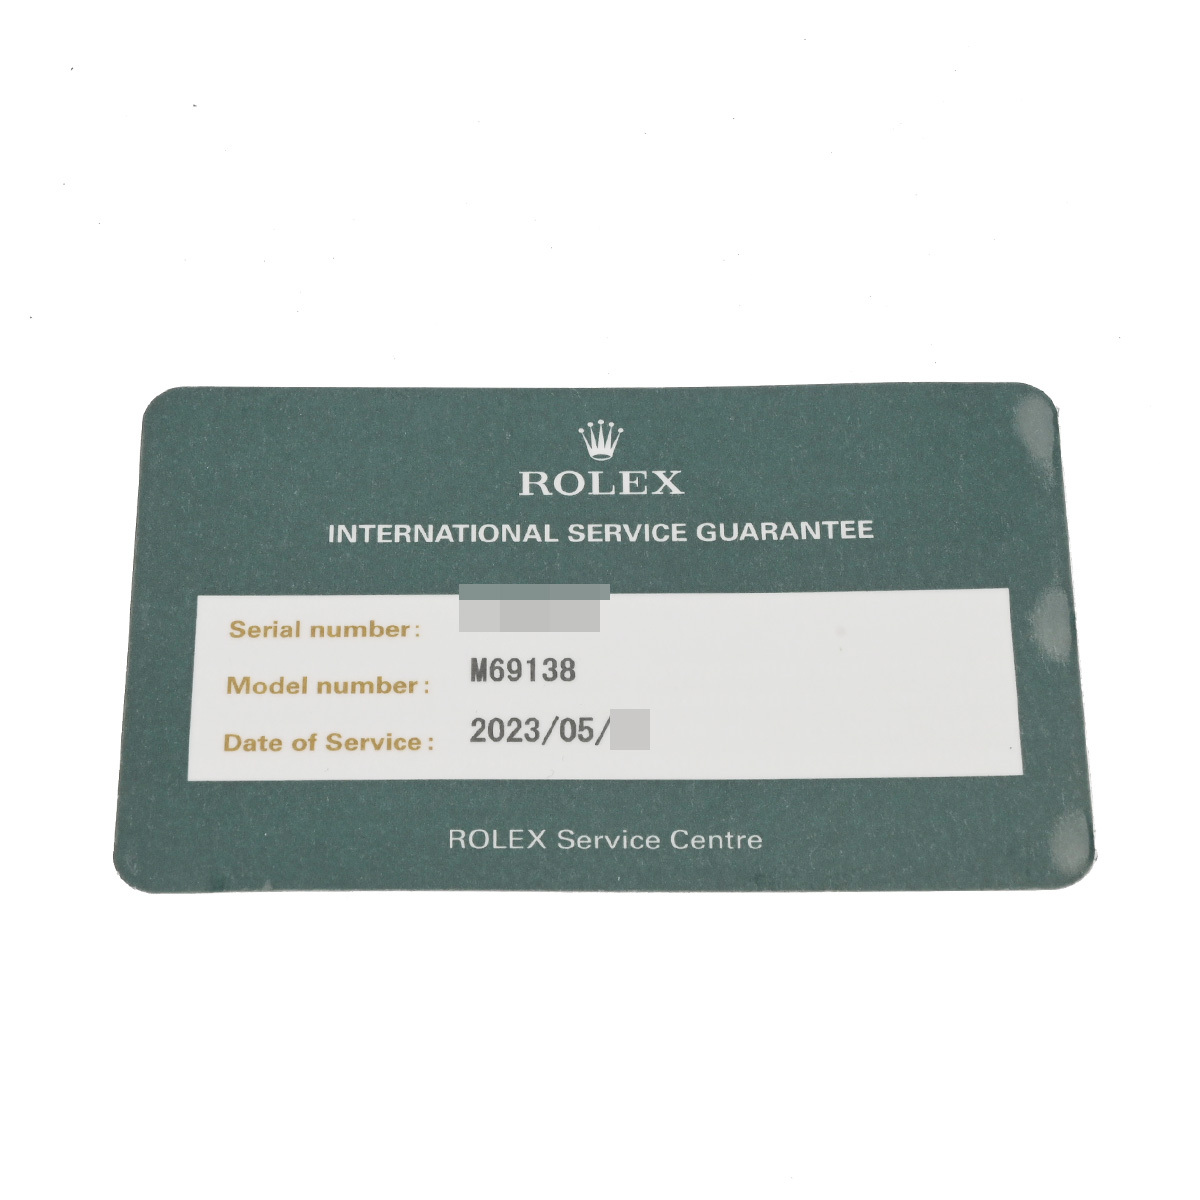 ROLEX
INTERNATIONAL SERVICE GUARANTEE
Serial number:
Model number: M69138
Date of Service: 2023/05/
ROLEX Service Centre